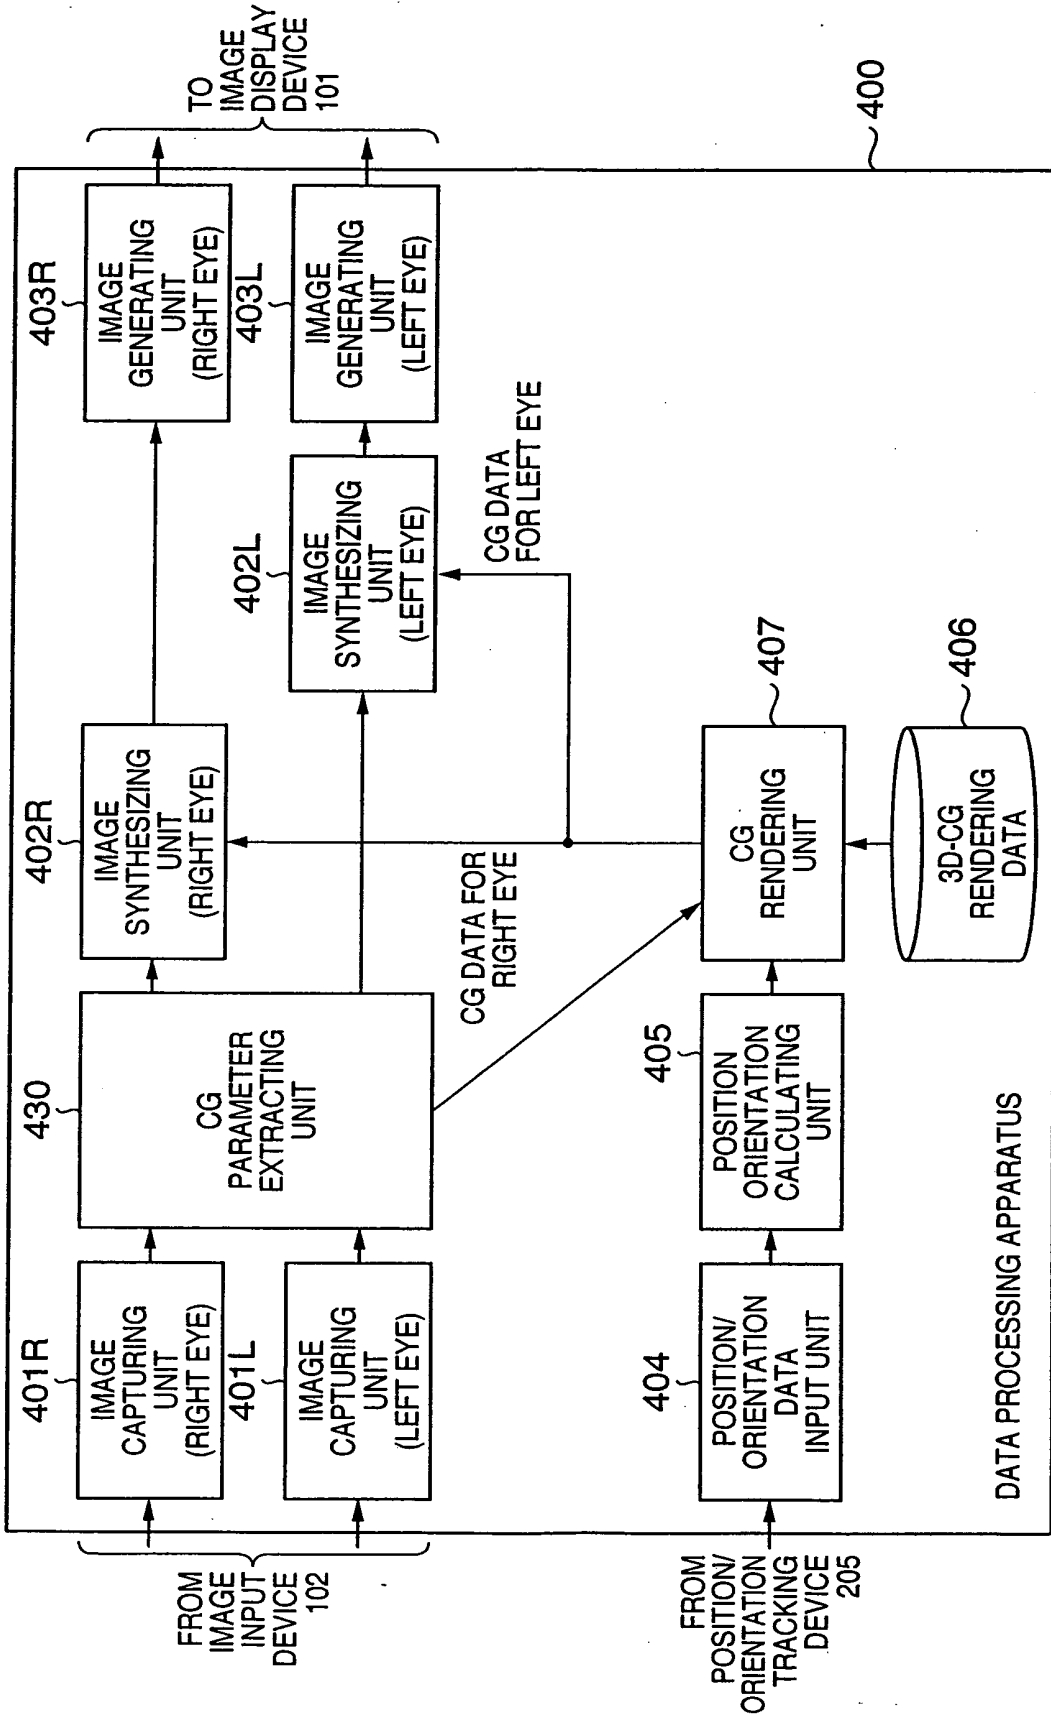 FROM
IMAGE
INPUT
DEVICE
102
401R
IMAGE
CAPTURING
UNIT
(RIGHT EYE)
401L
IMAGE
CAPTURING
UNIT
(LEFT EYE)
430
CG
PARAMETER
EXTRACTING
UNIT
402R
IMAGE
SYNTHESIZING
UNIT
(RIGHT EYE)
402L
IMAGE
SYNTHESIZING
UNIT
(LEFT EYE)
403R
IMAGE
GENERATING
UNIT
(RIGHT EYE)
403L
IMAGE
GENERATING
UNIT
(LEFT EYE)
TO
IMAGE
DISPLAY
DEVICE
101
CG DATA FOR
RIGHT EYE
CG DATA
FOR LEFT EYE
FROM
POSITION/
ORIENTATION
TRACKING
DEVICE
205
404
POSITION/
ORIENTATION
DATA
INPUT UNIT
405
POSITION
ORIENTATION
CALCULATING
UNIT
CG
RENDERING
UNIT
407
3D-CG
RENDERING
DATA
406
400
DATA PROCESSING APPARATUS